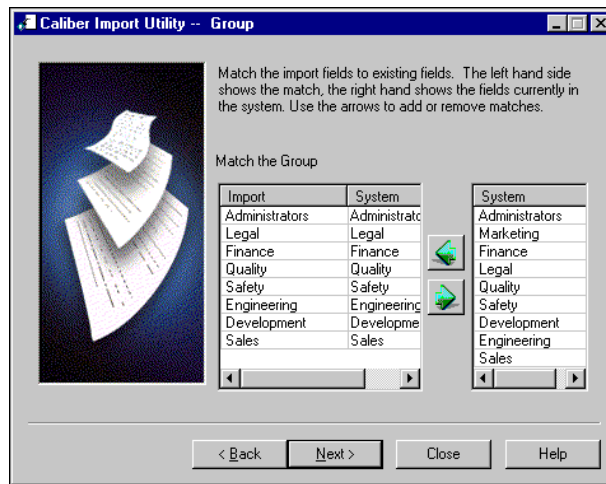 Caliber Import Utility -- Group
Match the import fields to existing fields. The left hand side
shows the match, the right hand shows the fields currently in
the system. Use the arrows to add or remove matches.
Match the Group
Import System System
Administrators Administratc Administrators
Legal Legal Marketing
Finance Finance Finance
Quality Quality Legal
Safety Safety Quality
Engineering Engineering Safety
Development Developme Development
Sales Sales Engineering
Sales
< Back Next > Close Help